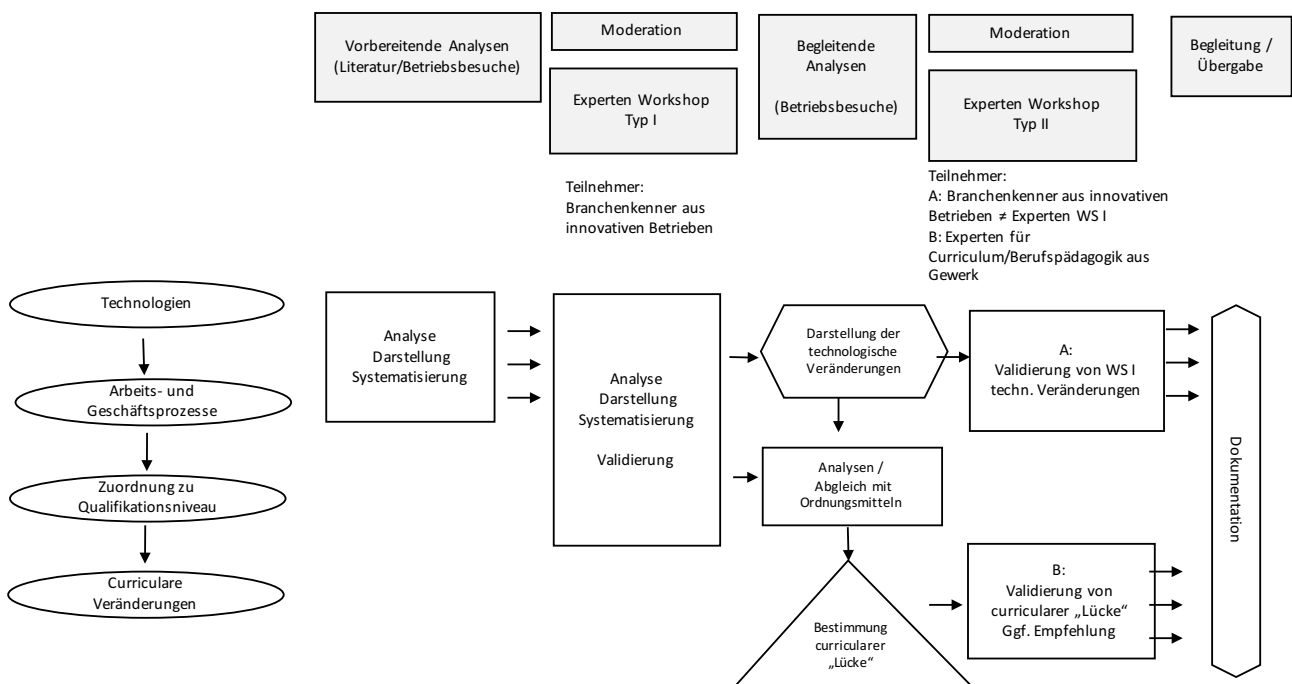 Vorbereitende Analysen
(Literatur/Betriebsbesuche)
Moderation
Experten Workshop
Typ I
Teilnehmer:
Branchenkenner aus
innovativen Betrieben
Begleitende
Analysen
(Betriebsbesuche)
Moderation
Experten Workshop
Typ II
Teilnehmer:
A: Branchenkenner aus innovativen
Betrieben ≠ Experten WS I
B: Experten für
Curriculum/Berufspädagogik aus
Gewerk
Begleitung /
Übergabe
Technologien
Arbeits- und
Geschäftsprozesse
Zuordnung zu
Qualifikationsniveau
Curriculare
Veränderungen
Analyse
Darstellung
Systematisierung
Analyse
Darstellung
Systematisierung
Validierung
Darstellung der
technologische
Veränderungen
Analysen /
Abgleich mit
Ordnungsmitteln
Bestimmung
curricularer
„Lücke“
A:
Validierung von WS I
techn. Veränderungen
B:
Validierung von
curricularer „Lücke“
Ggf. Empfehlung
Dokumentation